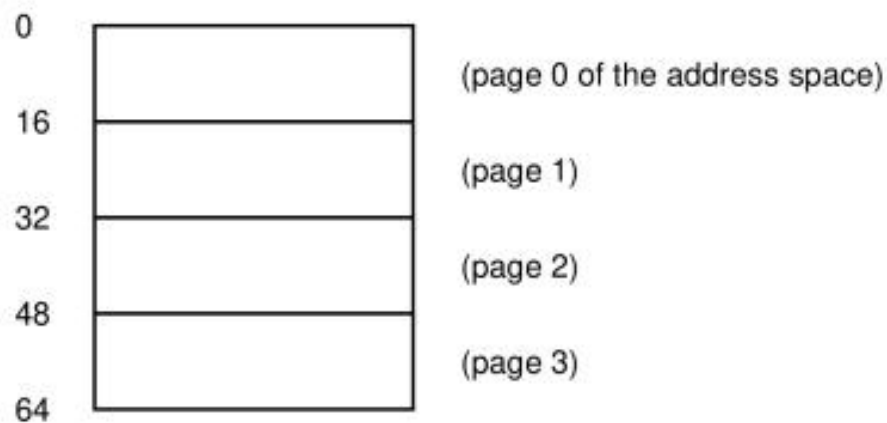 0
(page 0 of the address space)
16
(page 1)
32
(page 2)
48
(page 3)
64